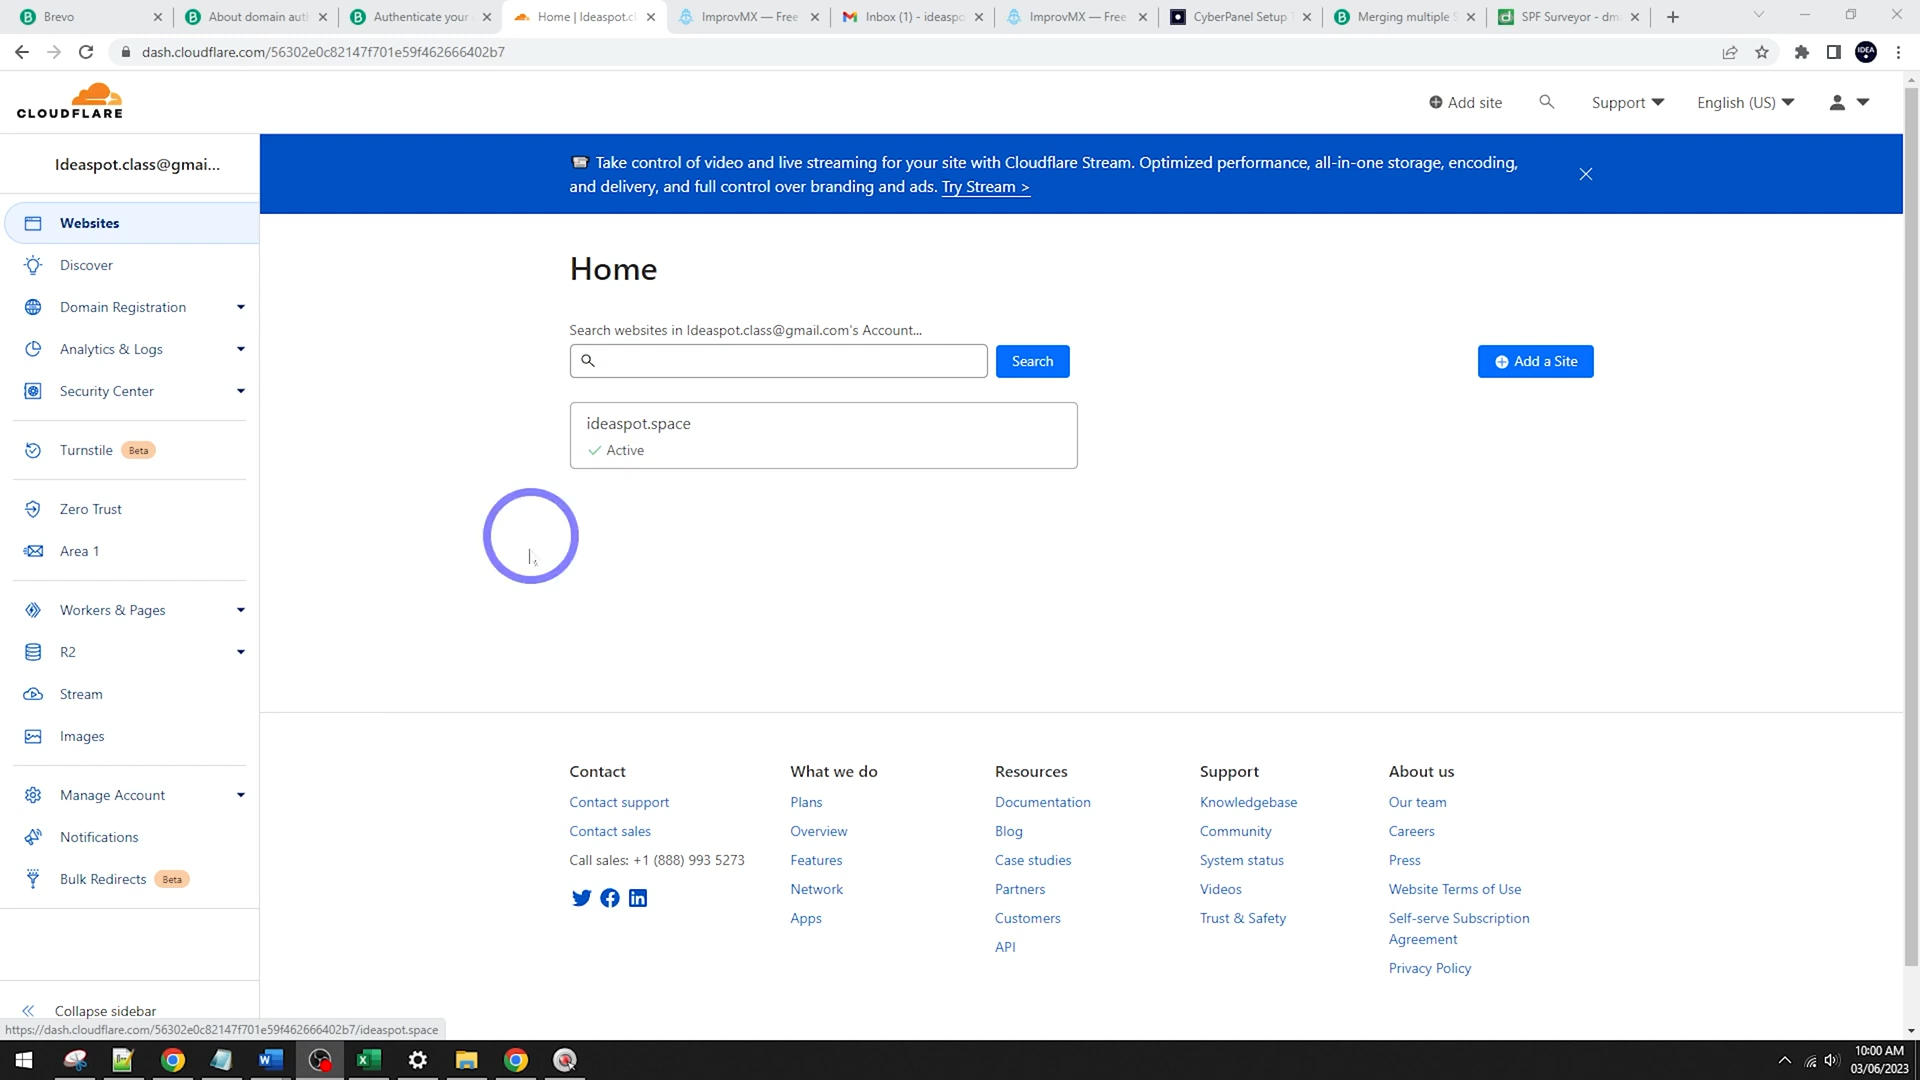 Brevo
About domain aut
Authenticate your
Home | Ideaspot.cl
ImprovMX — Free
Inbox (1) - ideaspo
ImprovMX — Free
CyberPanel Setup T
Merging multiple S
SPF Surveyor - dma
dash.cloudflare.com/56302e0c82147f701e59f462666402b7
IDEA
CLOUDFLARE
Add site
Support
English (US)
Ideaspot.class@gmai...
Take control of video and live streaming for your site with Cloudflare Stream. Optimized performance, all-in-one storage, encoding,
and delivery, and full control over branding and ads. Try Stream >
Websites
Discover
Domain Registration
Analytics & Logs
Security Center
Turnstile Beta
Zero Trust
Area 1
Workers & Pages
R2
Stream
Images
Manage Account
Notifications
Bulk Redirects Beta
Collapse sidebar
Home
Search websites in Ideaspot.class@gmail.com's Account...
Search
Add a Site
ideaspot.space
Active
Contact
Contact support
Contact sales
Call sales: +1 (888) 993 5273
What we do
Plans
Overview
Features
Network
Apps
Resources
Documentation
Blog
Case studies
Partners
Customers
API
Support
Knowledgebase
Community
System status
Videos
Trust & Safety
About us
Our team
Careers
Press
Website Terms of Use
Self-serve Subscription
Agreement
Privacy Policy
https://dash.cloudflare.com/56302e0c82147f701e59f462666402b7/ideaspot.space
10:00 AM
03/06/2023